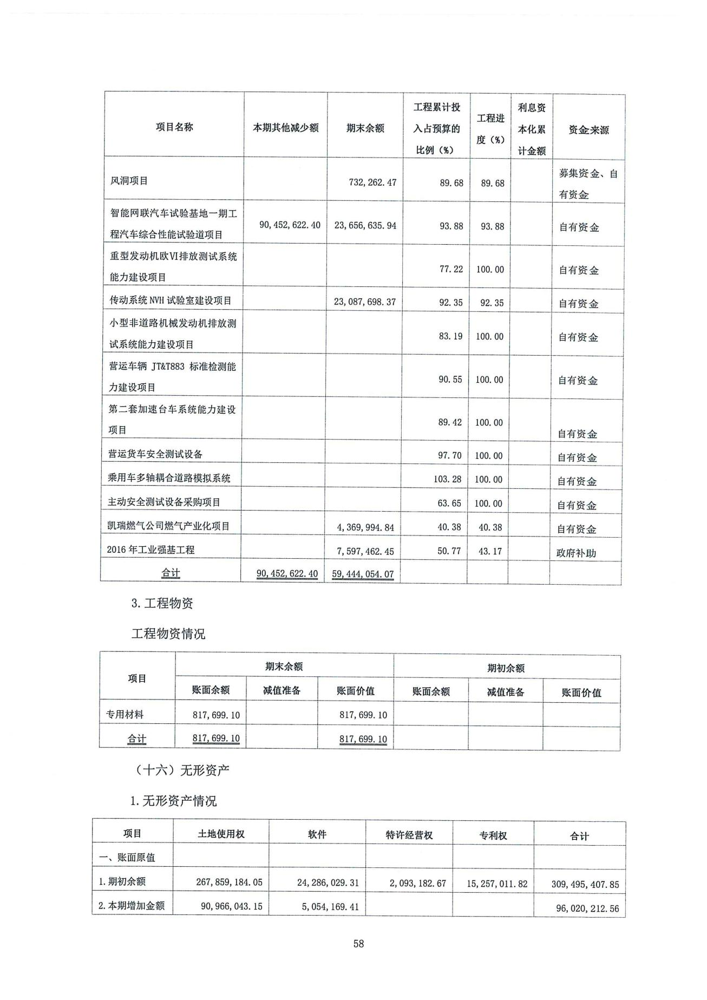 项目名称 本期其他减少额 期末余额 工程累计投入占预算的比例（%） 工程进度（%） 利息资本化累计金额 资金来源
风洞项目 732,262.47 89.68 89.68 募集资金、自有资金
智能网联汽车试验基地一期工程汽车综合性能试验道项目 90,452,622.40 23,656,635.94 93.88 93.88 自有资金
重型发动机欧Ⅵ排放测试系统能力建设项目 77.22 100.00 自有资金
传动系统 NVH 试验室建设项目 23,087,698.37 92.35 92.35 自有资金
小型非道路机械发动机排放测试系统能力建设项目 83.19 100.00 自有资金
营运车辆 JT&T883 标准检测能力建设项目 90.55 100.00 自有资金
第二套加速台车系统能力建设项目 89.42 100.00 自有资金
营运货车安全测试设备 97.70 100.00 自有资金
乘用车多轴耦合道路模拟系统 103.28 100.00 自有资金
主动安全测试设备采购项目 63.65 100.00 自有资金
凯瑞燃气公司燃气产业化项目 4,369,994.84 40.38 40.38 自有资金
2016 年工业强基工程 7,597,462.45 50.77 43.17 政府补助
合计 90,452,622.40 59,444,054.07
3.工程物资
工程物资情况
项目 期末余额 期初余额
账面余额 减值准备 账面价值 账面余额 减值准备 账面价值
专用材料 817,699.10 817,699.10
合计 817,699.10 817,699.10
（十六）无形资产
1.无形资产情况
项目 土地使用权 软件 特许经营权 专利权 合计
一、账面原值
1.期初余额 267,859,184.05 24,286,029.31 2,093,182.67 15,257,011.82 309,495,407.85
2.本期增加金额 90,966,043.15 5,054,169.41 96,020,212.56
58